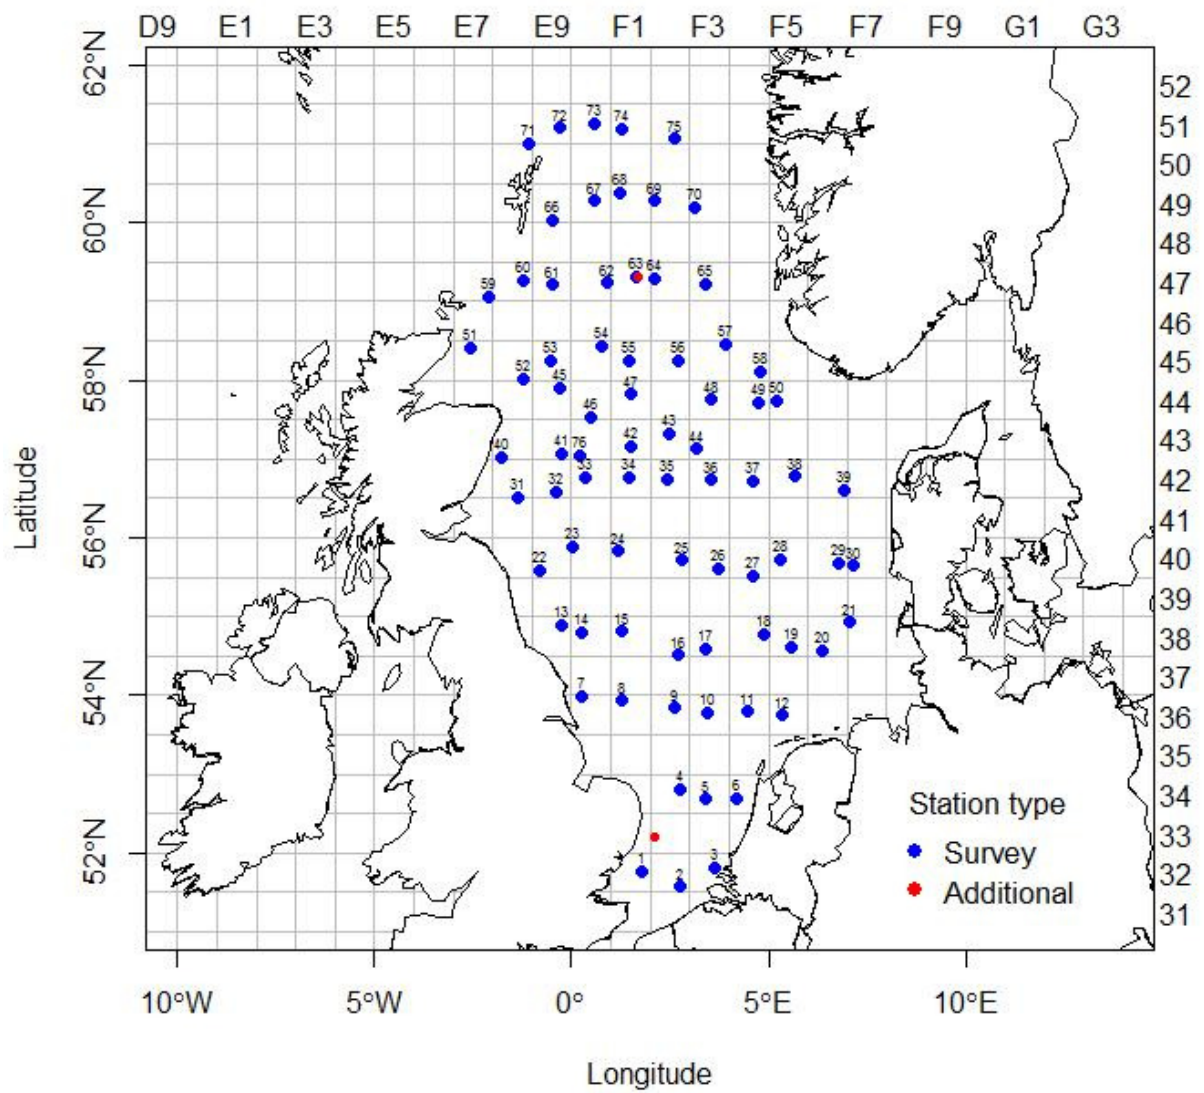 D9 E1 E3 E5 E7 E9 F1 F3 F5 F7 F9 G1 G3
62°N
52
73
72 74
51
71 75
50
68
67 69 70
60°N
49
66
48
63
60 61 62 64 65
47
59
46
57
51 54
53 55 56 58
45
52 45
58°N
47 48 49 50
44
46
43
43
40 41 76 42 44
33 34 35 36 37 38
42
31 32 39
41
23 24
56°N
25 28 29 30
40
22 26 27
39
13 14 15 21
18
38
16 17 19 20
37
7 8
54°N
9 10 11 12
36
35
4 5 6
34
Station type
33
52°N
Survey
1 2 3
32
Additional
31
10°W 5°W 0° 5°E 10°E
Longitude
Latitude